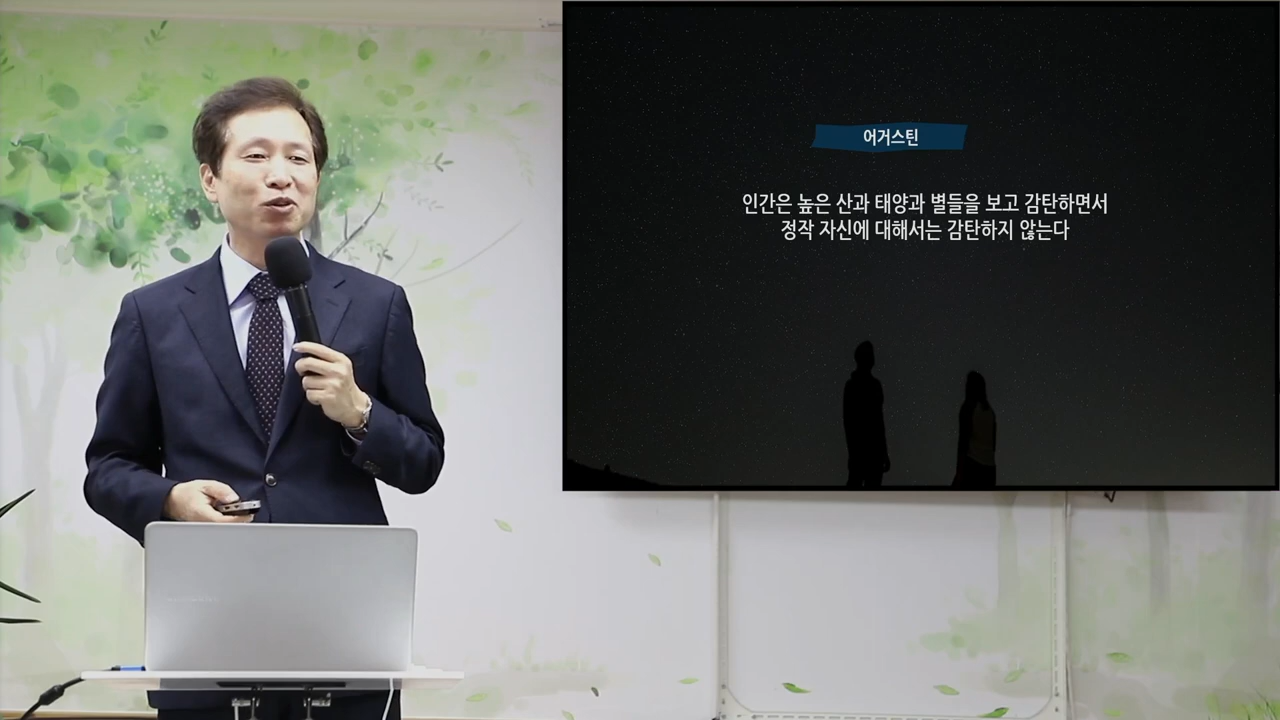 어거스틴
인간은 높은 산과 태양과 별들을 보고 감탄하면서
정작 자신에 대해서는 감탄하지 않는다